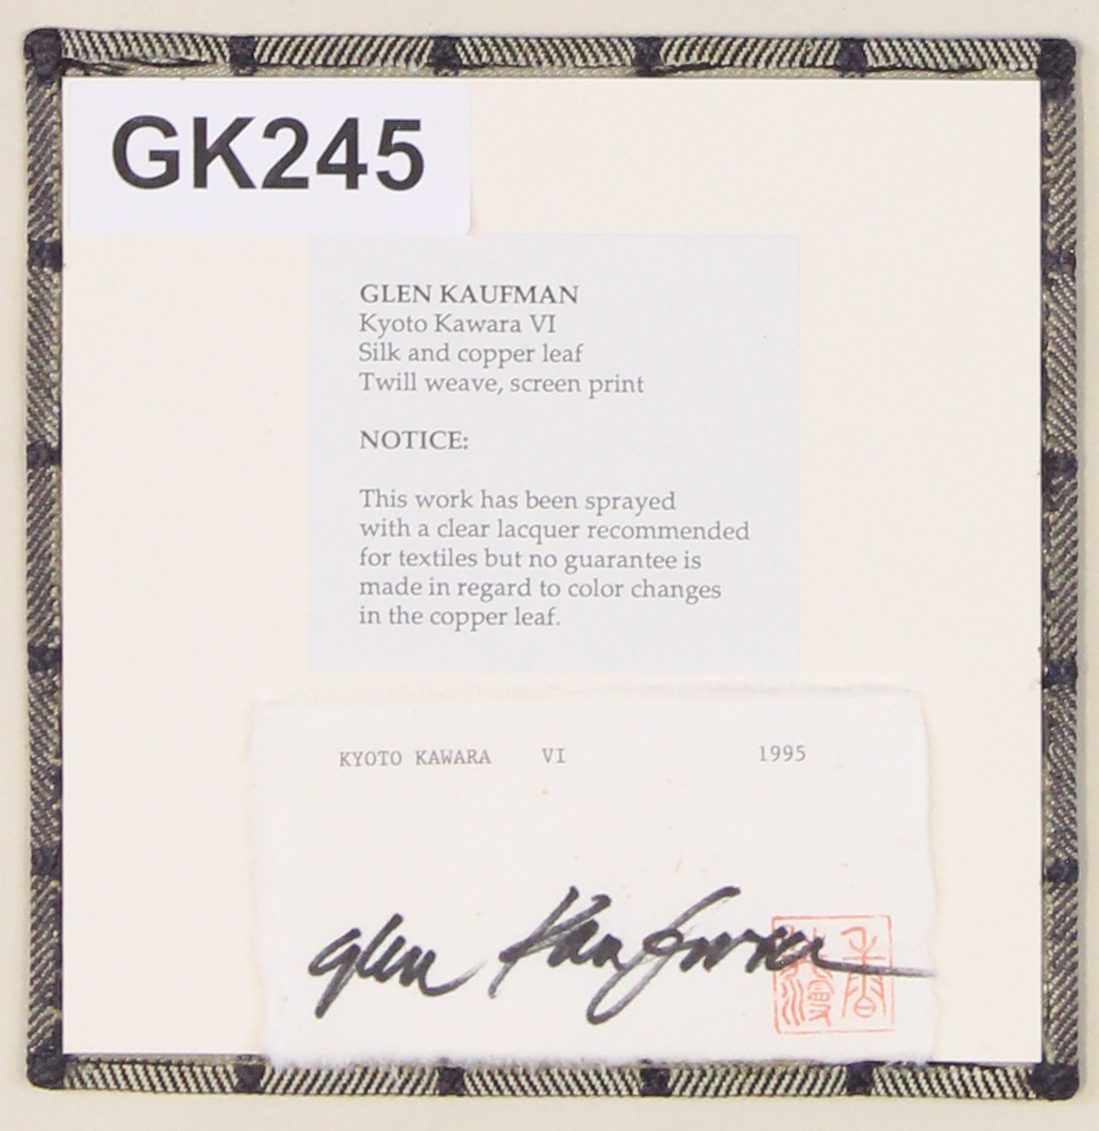 GK245
GLEN KAUFMAN
Kyoto Kawara VI
Silk and copper leaf
Twill weave, screen print
NOTICE:
This work has been sprayed
with a clear lacquer recommended
for textiles but no guarantee is
made in regard to color changes
in the copper leaf.
KYOTO KAWARA VI 1995
glen Kaufman